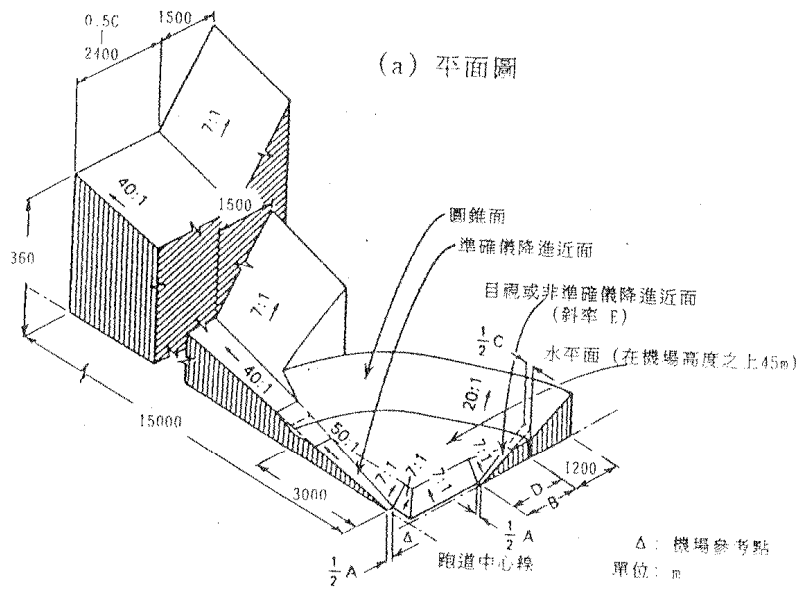 0.5C
|
2400
1500
(a) 平面圖
7:1
40:1
1500
圓錐面
準確儀降進近面
360
目視或非準確儀降進近面
(斜率 E)
7:1
1/2 C
水平面 (在機場高度之上45m)
40:1
20:1
15000
50:1
7:1
7:1
7:1
7:1
1200
3000
D
B
1/2 A
Δ
1/2 A
跑道中心線
Δ: 機場參考點
單位: m